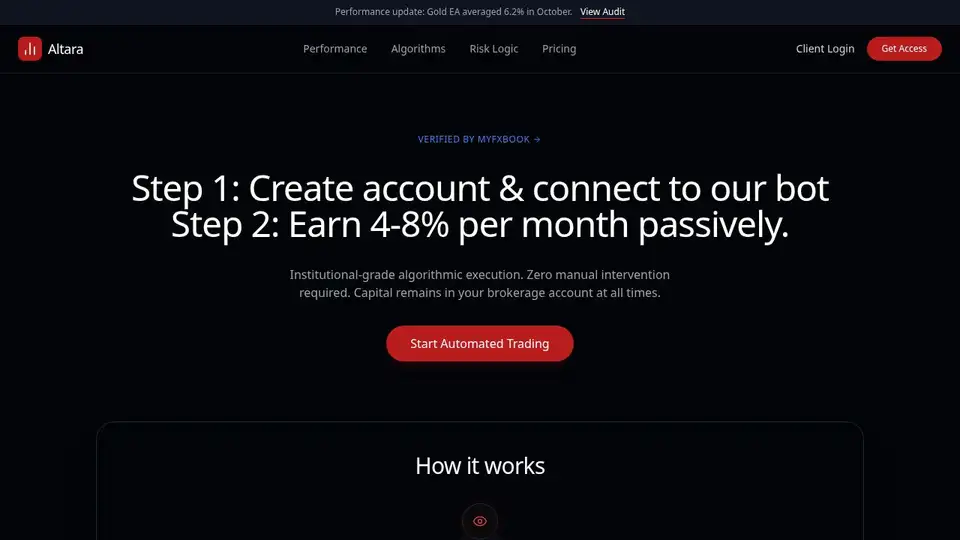 Performance update: Gold EA averaged 6.2% in October. View Audit
Altara
Performance
Algorithms
Risk Logic
Pricing
Client Login
Get Access
VERIFIED BY MYFXBOOK →
Step 1: Create account & connect to our bot
Step 2: Earn 4-8% per month passively.
Institutional-grade algorithmic execution. Zero manual intervention
required. Capital remains in your brokerage account at all times.
Start Automated Trading
How it works